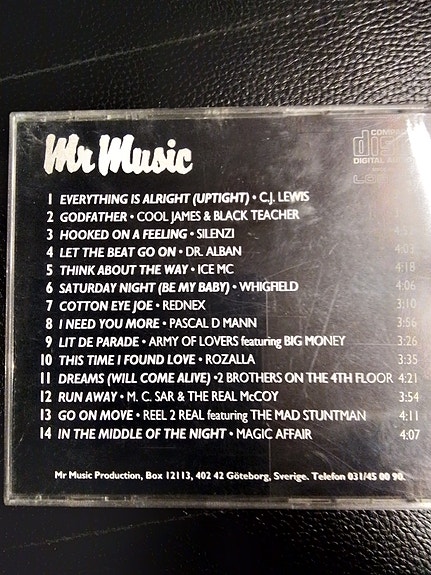 Mr Music
COMPACT
disc
DIGITAL AUDIO
1 EVERYTHING IS ALRIGHT (UPTIGHT) • C.J. LEWIS
2 GODFATHER • COOL JAMES & BLACK TEACHER
3 HOOKED ON A FEELING • SILENZI
4 LET THE BEAT GO ON • DR. ALBAN 4:03
5 THINK ABOUT THE WAY • ICE MC 4:18
6 SATURDAY NIGHT (BE MY BABY) • WHIGFIELD 4:06
7 COTTON EYE JOE • REDNEX 3:10
8 I NEED YOU MORE • PASCAL D MANN 3:56
9 LIT DE PARADE • ARMY OF LOVERS featuring BIG MONEY 3:26
10 THIS TIME I FOUND LOVE • ROZALLA 3:35
11 DREAMS (WILL COME ALIVE) •2 BROTHERS ON THE 4TH FLOOR 4:21
12 RUN AWAY • M. C. SAR & THE REAL McCOY 3:54
13 GO ON MOVE • REEL 2 REAL featuring THE MAD STUNTMAN 4:11
14 IN THE MIDDLE OF THE NIGHT • MAGIC AFFAIR 4:07
Mr Music Production, Box 12113, 402 42 Göteborg, Sverige. Telefon 031/45 00 90.